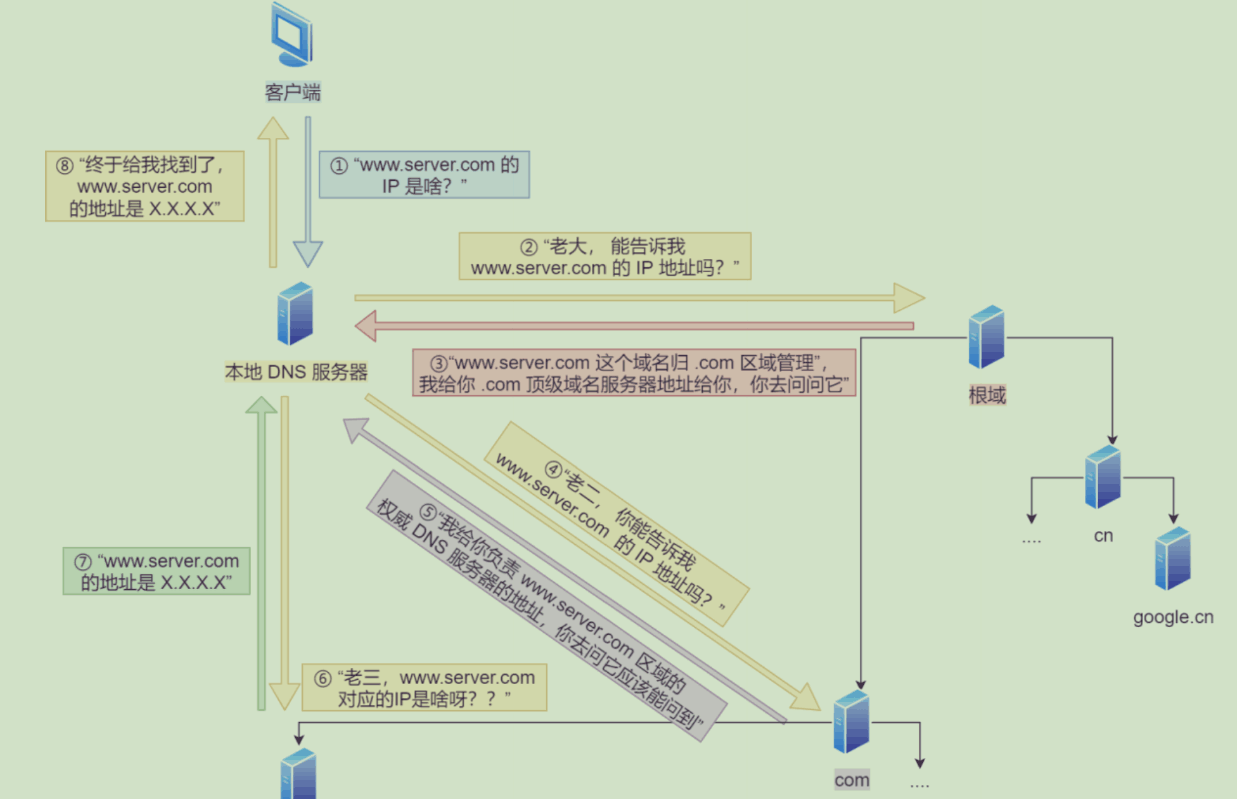 客户端
⑧ “终于给我找到了，
www.server.com
的地址是 X.X.X.X”
① “www.server.com 的
IP 是啥？”
② “老大， 能告诉我
www.server.com 的 IP 地址吗？”
本地 DNS 服务器
③“www.server.com 这个域名归 .com 区域管理”，
我给你 .com 顶级域名服务器地址给你，你去问问它”
根域
④“老二， 你能告诉我
www.server.com 的 IP 地址吗？”
⑤“我给你负责 www.server.com 区域的
权威 DNS 服务器的地址，你去问它应该能问到”
....
cn
google.cn
⑦ “www.server.com
的地址是 X.X.X.X”
⑥ “老三，www.server.com
对应的IP是啥呀？？”
com
....